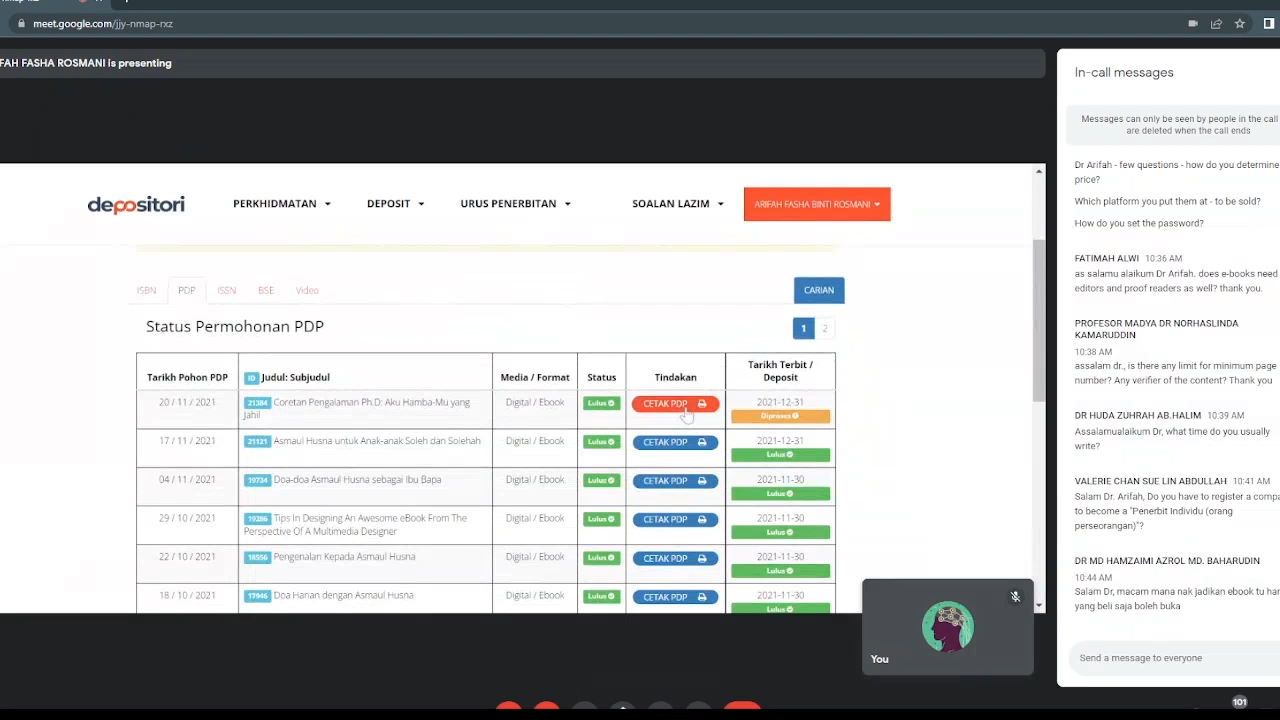 meet.google.com/jjy-nmap-rxz
FAH FASHA ROSMANI is presenting
depositori
PERKHIDMATAN
DEPOSIT
URUS PENERBITAN
SOALAN LAZIM
ARIFAH FASHA BINTI ROSMANI
ISBN
PDP
ISSN
BSE
Video
CARIAN
Status Permohonan PDP
1
2
Tarikh Pohon PDP
ID Judul: Subjudul
Media / Format
Status
Tindakan
Tarikh Terbit /
Deposit
20 / 11 / 2021
21384 Coretan Pengalaman Ph.D: Aku Hamba-Mu yang
Jahil
Digital / Ebook
Lulus
CETAK PDP
2021-12-31
Diproses
17 / 11 / 2021
21121 Asmaul Husna untuk Anak-anak Soleh dan Solehah
Digital / Ebook
Lulus
CETAK PDP
2021-12-31
Lulus
04 / 11 / 2021
19734 Doa-doa Asmaul Husna sebagai Ibu Bapa
Digital / Ebook
Lulus
CETAK PDP
2021-11-30
Lulus
29 / 10 / 2021
19286 Tips In Designing An Awesome eBook From The
Perspective Of A Multimedia Designer
Digital / Ebook
Lulus
CETAK PDP
2021-11-30
Lulus
22 / 10 / 2021
18556 Pengenalan Kepada Asmaul Husna
Digital / Ebook
Lulus
CETAK PDP
2021-11-30
Lulus
18 / 10 / 2021
17946 Doa Harian dengan Asmaul Husna
Digital / Ebook
Lulus
CETAK PDP
2021-11-30
Lulus
You
In-call messages
Messages can only be seen by people in the call
are deleted when the call ends
Dr Arifah - few questions - how do you determine
price?
Which platform you put them at - to be sold?
How do you set the password?
FATIMAH ALWI 10:36 AM
as salamu alaikum Dr Arifah. does e-books need
editors and proof readers as well? thank you.
PROFESOR MADYA DR NORHASLINDA
KAMARUDDIN
10:38 AM
assalam dr., is there any limit for minimum page
number? Any verifier of the content? Thank you
DR HUDA ZUHRAH AB.HALIM 10:39 AM
Assalamualaikum Dr, what time do you usually
write?
VALERIE CHAN SUE LIN ABDULLAH 10:41 AM
Salam Dr. Arifah, Do you have to register a compa
to become a "Penerbit Individu (orang
perseorangan)"?
DR MD HAMZAIMI AZROL MD. BAHARUDIN
10:44 AM
Salam Dr, macam mana nak jadikan ebook tu han
yang beli saja boleh buka
Send a message to everyone
101